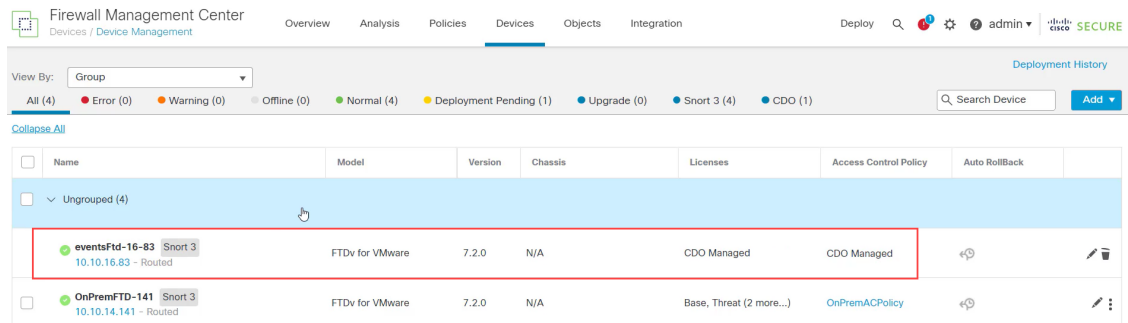 Firewall Management Center
Devices / Device Management
Overview Analysis Policies Devices Objects Integration
Deploy 1 admin cisco SECURE
Deployment History
View By: Group
All (4) Error (0) Warning (0) Offline (0) Normal (4) Deployment Pending (1) Upgrade (0) Snort 3 (4) CDO (1) Search Device Add
Collapse All
Name Model Version Chassis Licenses Access Control Policy Auto RollBack
Ungrouped (4)
eventsFtd-16-83 Snort 3
10.10.16.83 - Routed
FTDv for VMware 7.2.0 N/A CDO Managed CDO Managed
OnPremFTD-141 Snort 3
10.10.14.141 - Routed
FTDv for VMware 7.2.0 N/A Base, Threat (2 more...) OnPremACPolicy